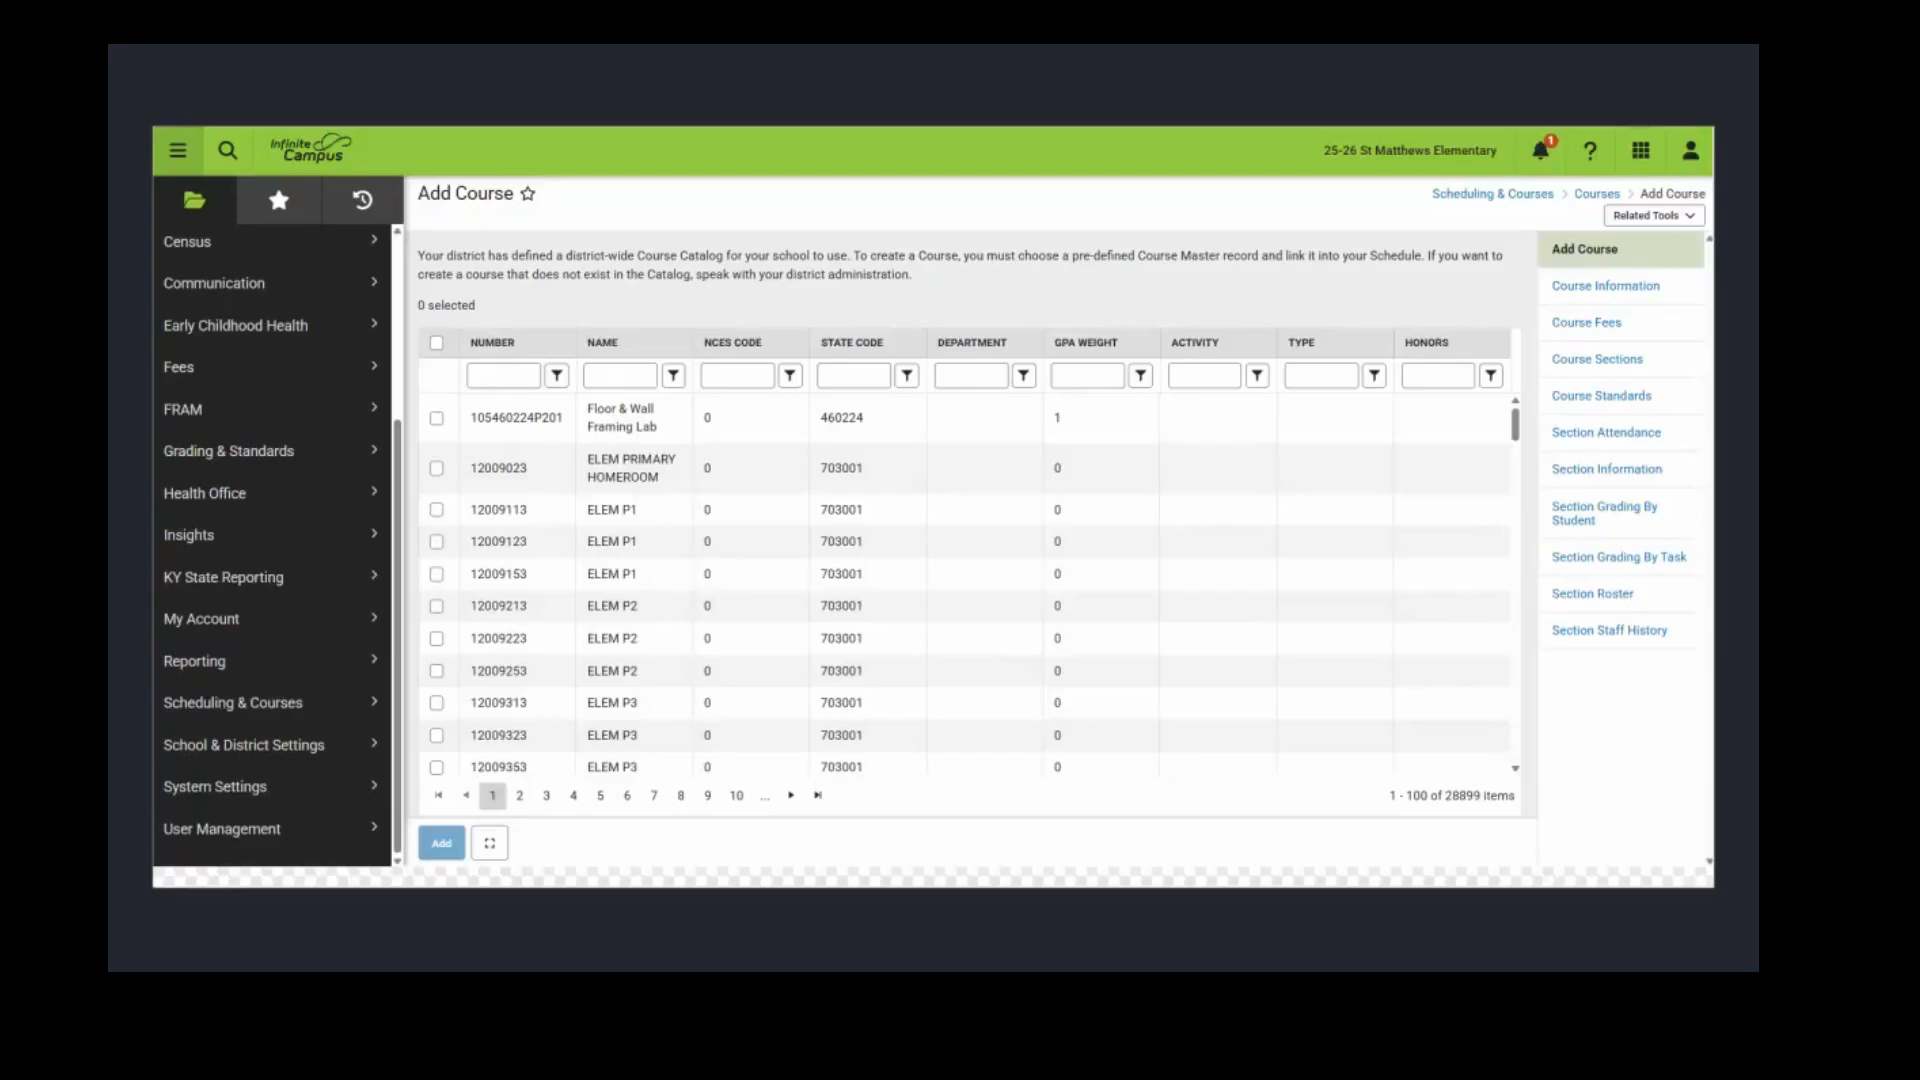 Infinite Campus
25-26 St Matthews Elementary
1
?
Add Course
Scheduling & Courses > Courses > Add Course
Related Tools
Census
Communication
Early Childhood Health
Fees
FRAM
Grading & Standards
Health Office
Insights
KY State Reporting
My Account
Reporting
Scheduling & Courses
School & District Settings
System Settings
User Management
Your district has defined a district-wide Course Catalog for your school to use. To create a Course, you must choose a pre-defined Course Master record and link it into your Schedule. If you want to
create a course that does not exist in the Catalog, speak with your district administration.
0 selected
NUMBER NAME NCES CODE STATE CODE DEPARTMENT GPA WEIGHT ACTIVITY TYPE HONORS
105460224P201 Floor & Wall Framing Lab 0 460224 1
12009023 ELEM PRIMARY HOMEROOM 0 703001 0
12009113 ELEM P1 0 703001 0
12009123 ELEM P1 0 703001 0
12009153 ELEM P1 0 703001 0
12009213 ELEM P2 0 703001 0
12009223 ELEM P2 0 703001 0
12009253 ELEM P2 0 703001 0
12009313 ELEM P3 0 703001 0
12009323 ELEM P3 0 703001 0
12009353 ELEM P3 0 703001 0
1 2 3 4 5 6 7 8 9 10 ...
1 - 100 of 28899 items
Add
Add Course
Course Information
Course Fees
Course Sections
Course Standards
Section Attendance
Section Information
Section Grading By
Student
Section Grading By Task
Section Roster
Section Staff History